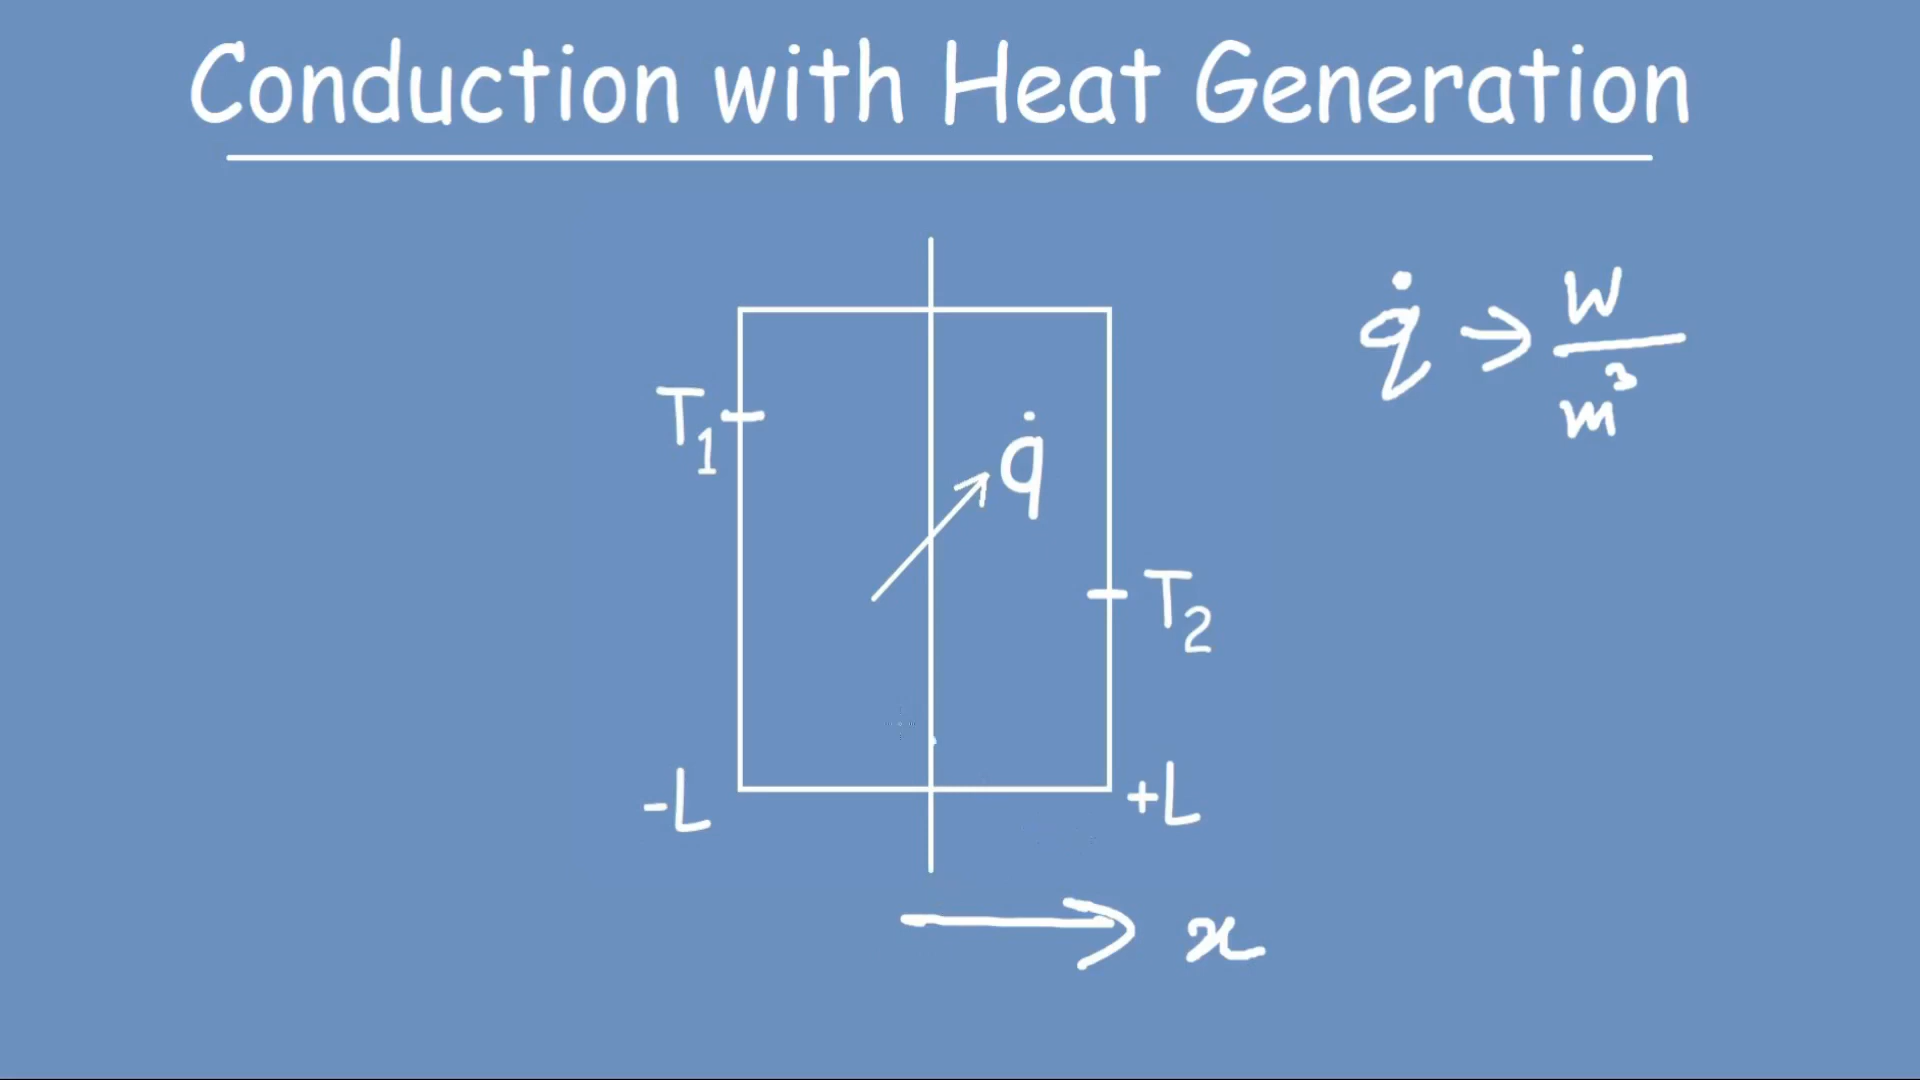 Conduction with Heat Generation
q̇ → W/m³
T₁
q̇
T₂
-L
+L
x